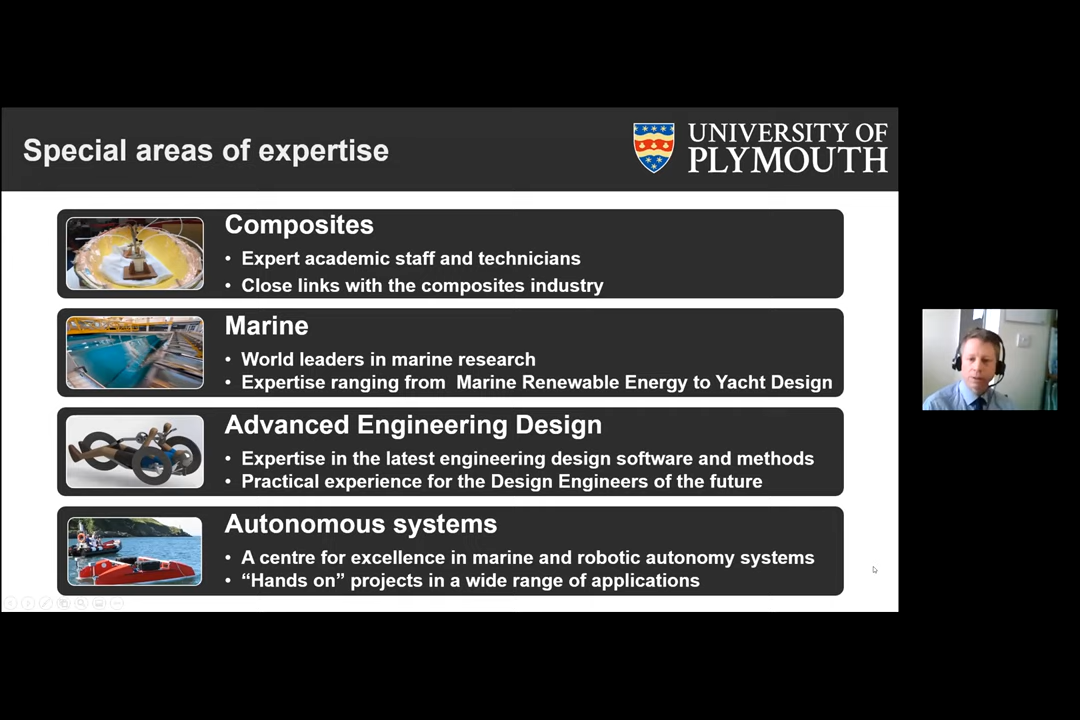 Special areas of expertise
UNIVERSITY OF
PLYMOUTH
Composites
• Expert academic staff and technicians
• Close links with the composites industry
Marine
• World leaders in marine research
• Expertise ranging from  Marine Renewable Energy to Yacht Design
Advanced Engineering Design
• Expertise in the latest engineering design software and methods
• Practical experience for the Design Engineers of the future
Autonomous systems
• A centre for excellence in marine and robotic autonomy systems
• “Hands on” projects in a wide range of applications